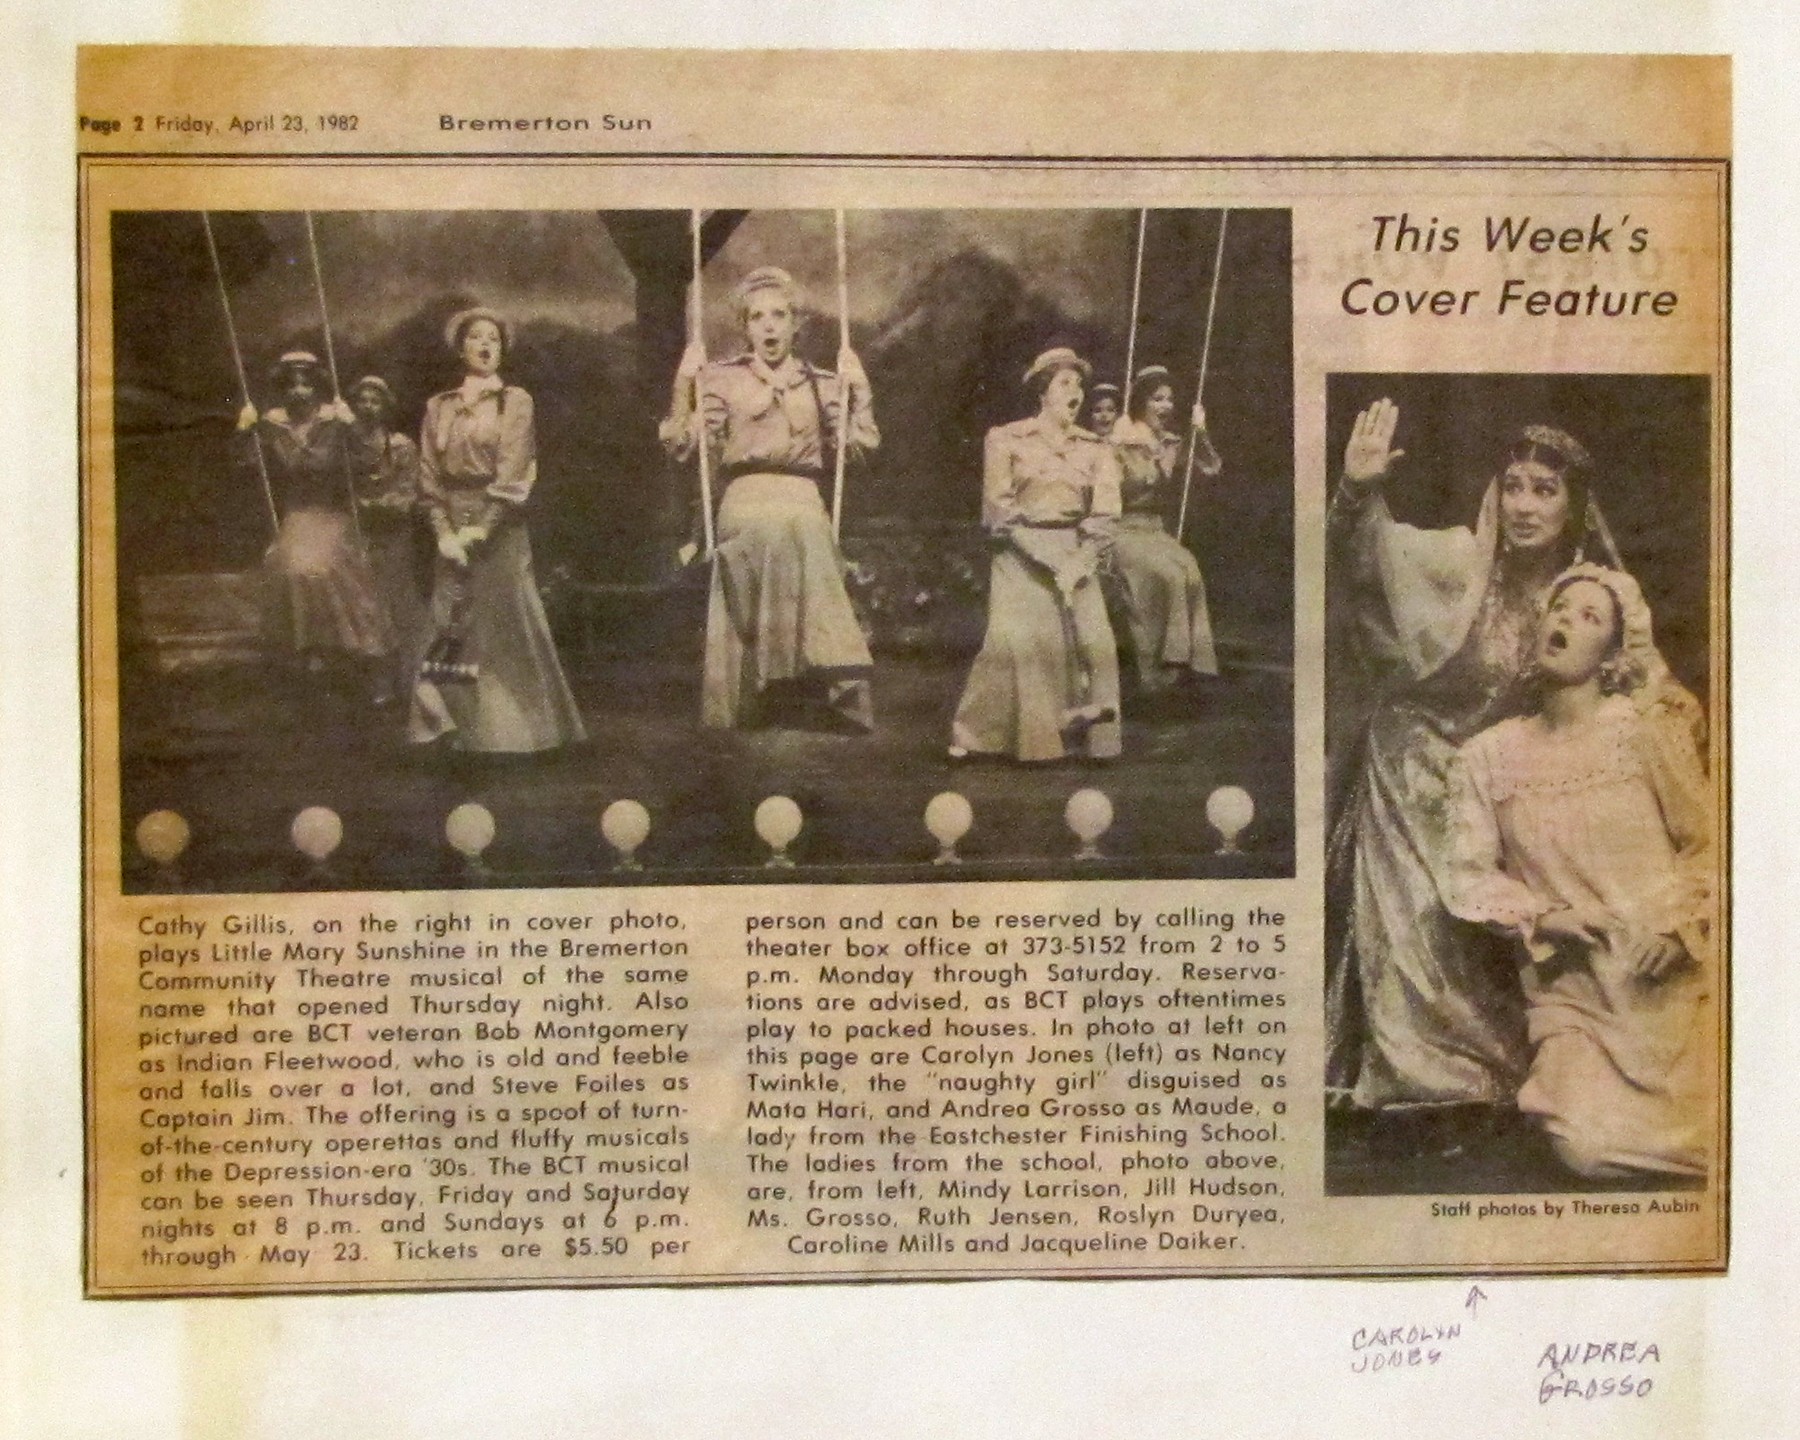 Page 2 Friday, April 23, 1982 Bremerton Sun
This Week's
Cover Feature
Cathy Gillis, on the right in cover photo,
plays Little Mary Sunshine in the Bremerton
Community Theatre musical of the same
name that opened Thursday night. Also
pictured are BCT veteran Bob Montgomery
as Indian Fleetwood, who is old and feeble
and falls over a lot, and Steve Foiles as
Captain Jim. The offering is a spoof of turn-
of-the-century operettas and fluffy musicals
of the Depression-era '30s. The BCT musical
can be seen Thursday, Friday and Saturday
nights at 8 p.m. and Sundays at 6 p.m.
through May 23. Tickets are $5.50 per
person and can be reserved by calling the
theater box office at 373-5152 from 2 to 5
p.m. Monday through Saturday. Reserva-
tions are advised, as BCT plays oftentimes
play to packed houses. In photo at left on
this page are Carolyn Jones (left) as Nancy
Twinkle, the "naughty girl" disguised as
Mata Hari, and Andrea Grosso as Maude, a
lady from the Eastchester Finishing School.
The ladies from the school, photo above,
are, from left, Mindy Larrison, Jill Hudson,
Ms. Grosso, Ruth Jensen, Roslyn Duryea,
Caroline Mills and Jacqueline Daiker.
Staff photos by Theresa Aubin
CAROLYN
JONES
ANDREA
GROSSO